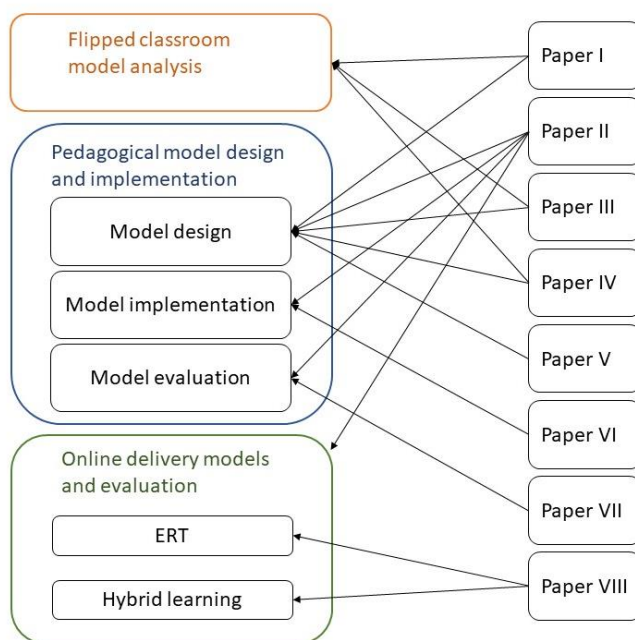 Flipped classroom
model analysis
Pedagogical model design
and implementation
Model design
Model implementation
Model evaluation
Online delivery models
and evaluation
ERT
Hybrid learning
Paper I
Paper II
Paper III
Paper IV
Paper V
Paper VI
Paper VII
Paper VIII